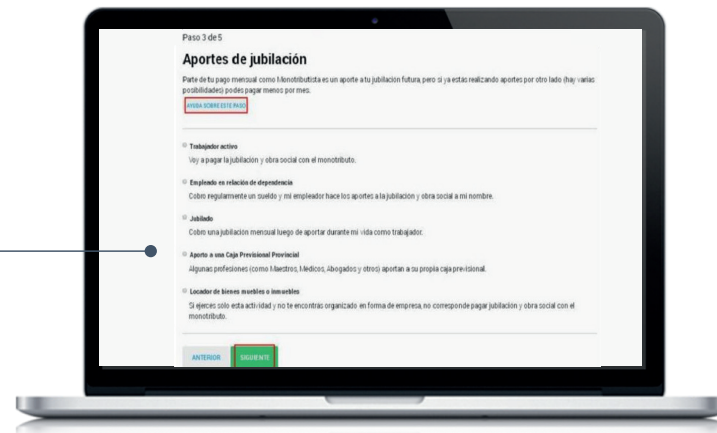 Paso 3 de 5
Aportes de jubilación
Parte de tu pago mensual como Monotributista es un aporte a tu jubilacion futura, pero si ya estas realizando aportes por otro lado (hay varias
posibilidades) podés pagar menos por mes.
AYUDA SOBRE ESTE PASO
Trabajador activo
Voy a pagar la jubilación y obra social con el monotributo.
Empleado en relación de dependencia
Cobro regularmente un sueldo y mi empleador hace los aportes a la jubilación y obra social a mi nombre.
Jubilado
Cobro una jubilación mensual luego de aportar durante mi vida como trabajador.
Aporto a una Caja Previsional Provincial
Algunas profesiones (como Maestros, Médicos, Abogados y otros) aportan a su propia caja previsional.
Locador de bienes muebles o inmuebles
Si ejerces sólo esta actividad y no te encontrás organizado en forma de empresa, no corresponde pagar jubilación y obra social con el
monotributo.
ANTERIOR SIGUIENTE